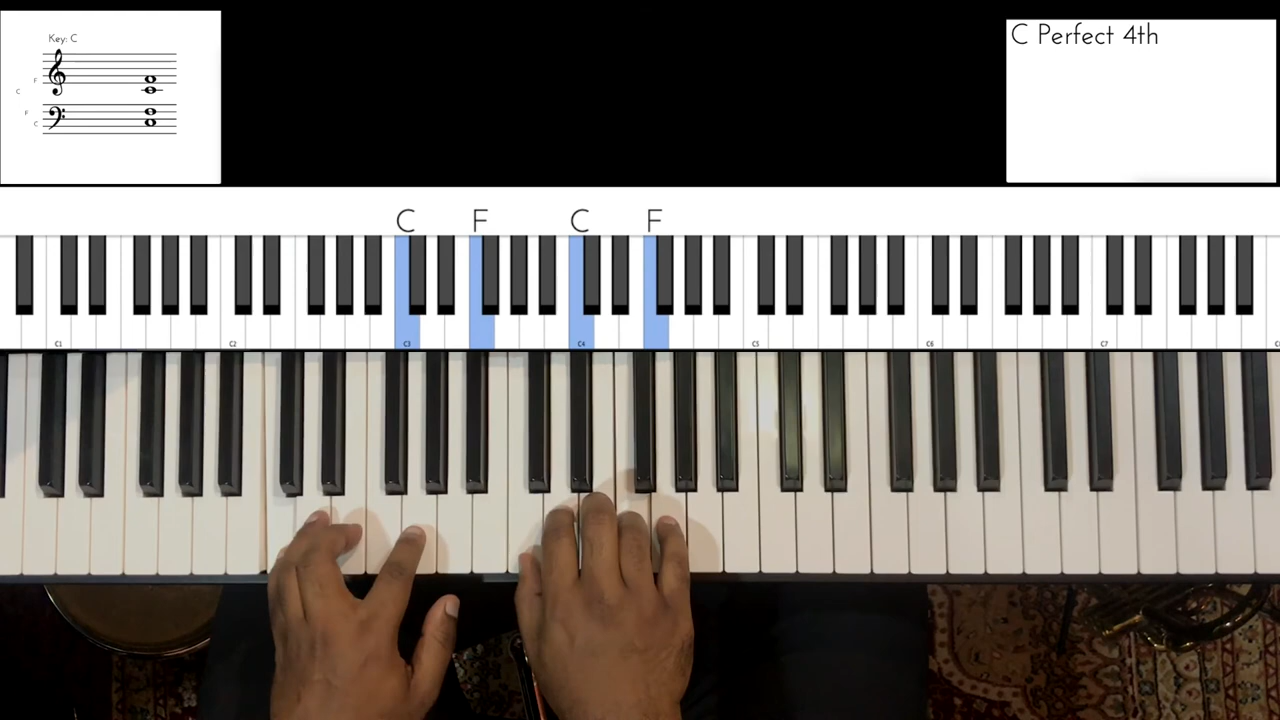 Key: C
F
C
F
C
C Perfect 4th
C F C F
C1 C2 C3 C4 C5 C6 C7